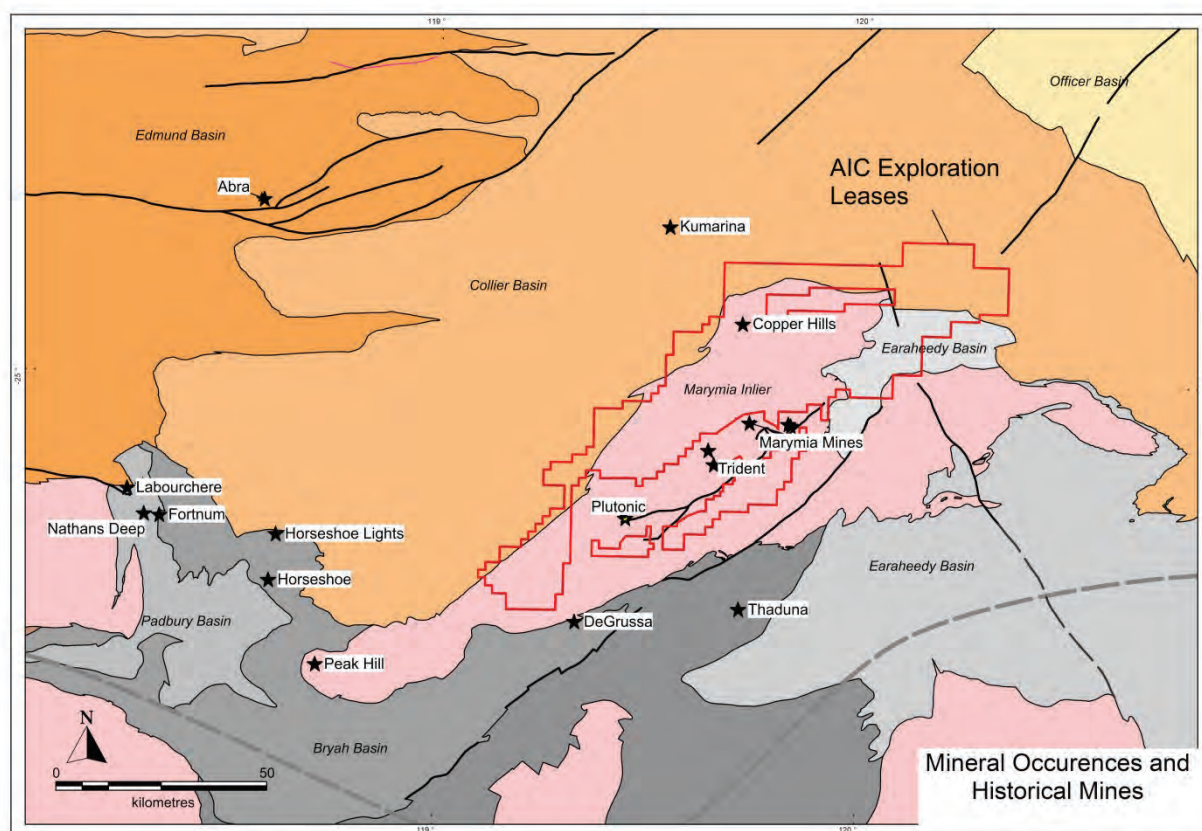 119°
120°
Officer Basin
Edmund Basin
AIC Exploration
Leases
Abra
Kumarina
Collier Basin
Copper Hills
Earaheedy Basin
-25°
Marymia Inlier
Marymia Mines
Trident
Labourchere
Plutonic
Nathans Deep
Fortnum
Horseshoe Lights
Horseshoe
Earaheedy Basin
Padbury Basin
Thaduna
DeGrussa
Peak Hill
N
Bryah Basin
0
50
kilometres
Mineral Occurences and
Historical Mines
119°
120°